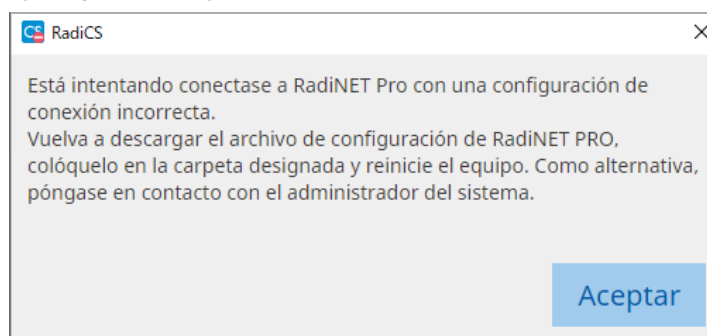 RadiCS
Está intentando conectase a RadiNET Pro con una configuración de
conexión incorrecta.
Vuelva a descargar el archivo de configuración de RadiNET PRO,
colóquelo en la carpeta designada y reinicie el equipo. Como alternativa,
póngase en contacto con el administrador del sistema.
Aceptar